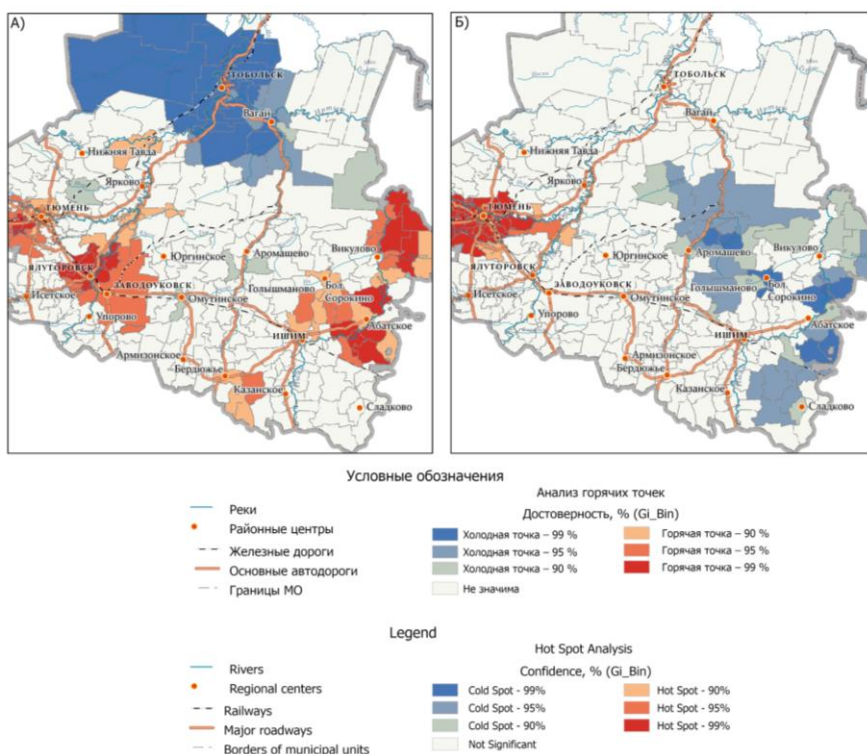 А)
ТОБОЛЬСК
Вагай
Нижняя Тавда
Ярково
ТЮМЕНЬ
ЯЛУТОРОВСК
Юргинское
Аромашево
Викулово
Исетское
ЗАВОДОУКОВСК
Омутинское
Голышманово
Бол.
Сорокино
Упорово
Абатское
ИШИМ
Армизонское
Бердюжье
Казанское
Сладково
Б)
ТОБОЛЬСК
Вагай
Нижняя Тавда
Ярково
ТЮМЕНЬ
ЯЛУТОРОВСК
Юргинское
Аромашево
Викулово
Исетское
ЗАВОДОУКОВСК
Омутинское
Голышманово
Бол.
Сорокино
Упорово
Абатское
ИШИМ
Армизонское
Бердюжье
Казанское
Сладково
Условные обозначения
Реки
Районные центры
Железные дороги
Основные автодороги
Границы МО
Анализ горячих точек
Достоверность, % (Gi_Bin)
Холодная точка – 99 %
Холодная точка – 95 %
Холодная точка – 90 %
Не значима
Горячая точка – 90 %
Горячая точка – 95 %
Горячая точка – 99 %
Legend
Rivers
Regional centers
Railways
Major roadways
Borders of municipal units
Hot Spot Analysis
Confidence, % (Gi_Bin)
Cold Spot - 99%
Cold Spot - 95%
Cold Spot - 90%
Not Significant
Hot Spot - 90%
Hot Spot - 95%
Hot Spot - 99%